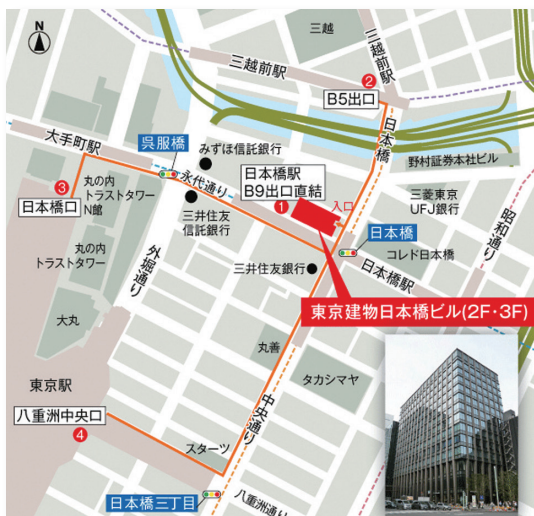 N
三越
三越前駅
三越前駅
2
B5出口
日本橋
大手町駅
呉服橋
みずほ信託銀行
野村証券本社ビル
3
日本橋口
丸の内
トラストタワー
N館
永代通り
日本橋駅
B9出口直結
1
入口
三菱東京
UFJ銀行
昭和通り
三井住友
信託銀行
日本橋
コレド日本橋
丸の内
トラストタワー
外堀通り
三井住友銀行
日本橋駅
東京建物日本橋ビル(2F・3F)
大丸
丸善
タカシマヤ
東京駅
中央通り
八重洲中央口
4
スターツ
日本橋三丁目
八重洲通り